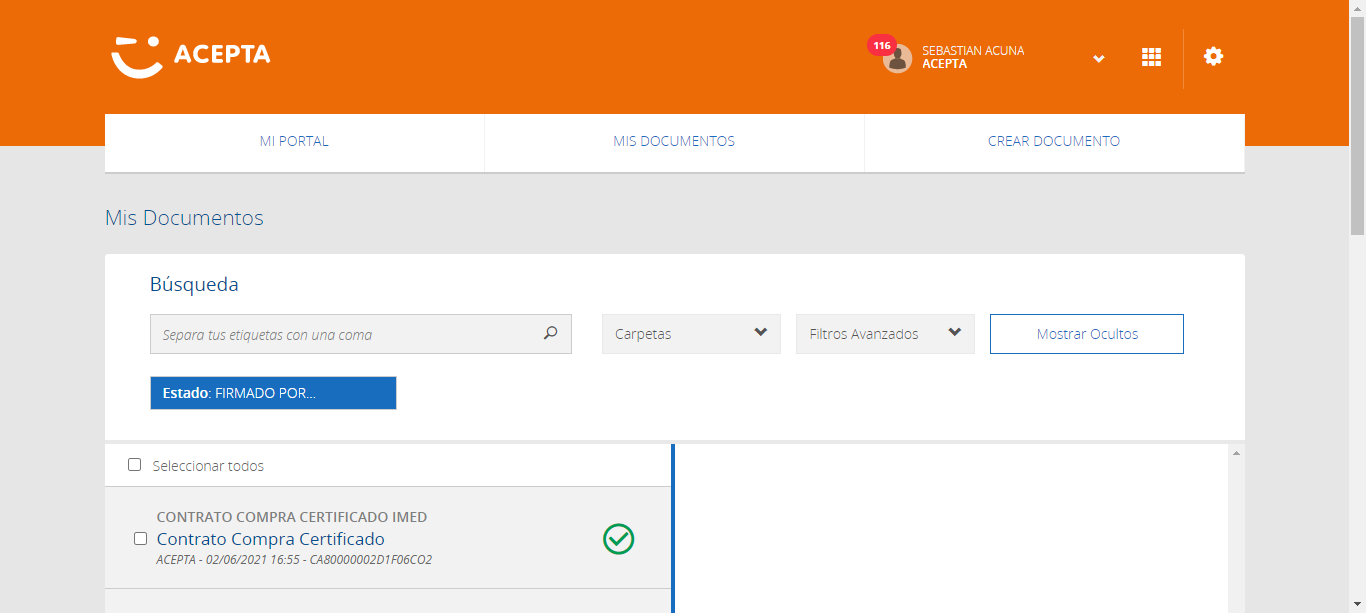 ACEPTA
116
SEBASTIAN ACUNA
ACEPTA
MI PORTAL
MIS DOCUMENTOS
CREAR DOCUMENTO
Mis Documentos
Búsqueda
Separa tus etiquetas con una coma
Carpetas
Filtros Avanzados
Mostrar Ocultos
Estado: FIRMADO POR...
Seleccionar todos
CONTRATO COMPRA CERTIFICADO IMED
Contrato Compra Certificado
ACEPTA - 02/06/2021 16:55 - CA80000002D1F06CO2